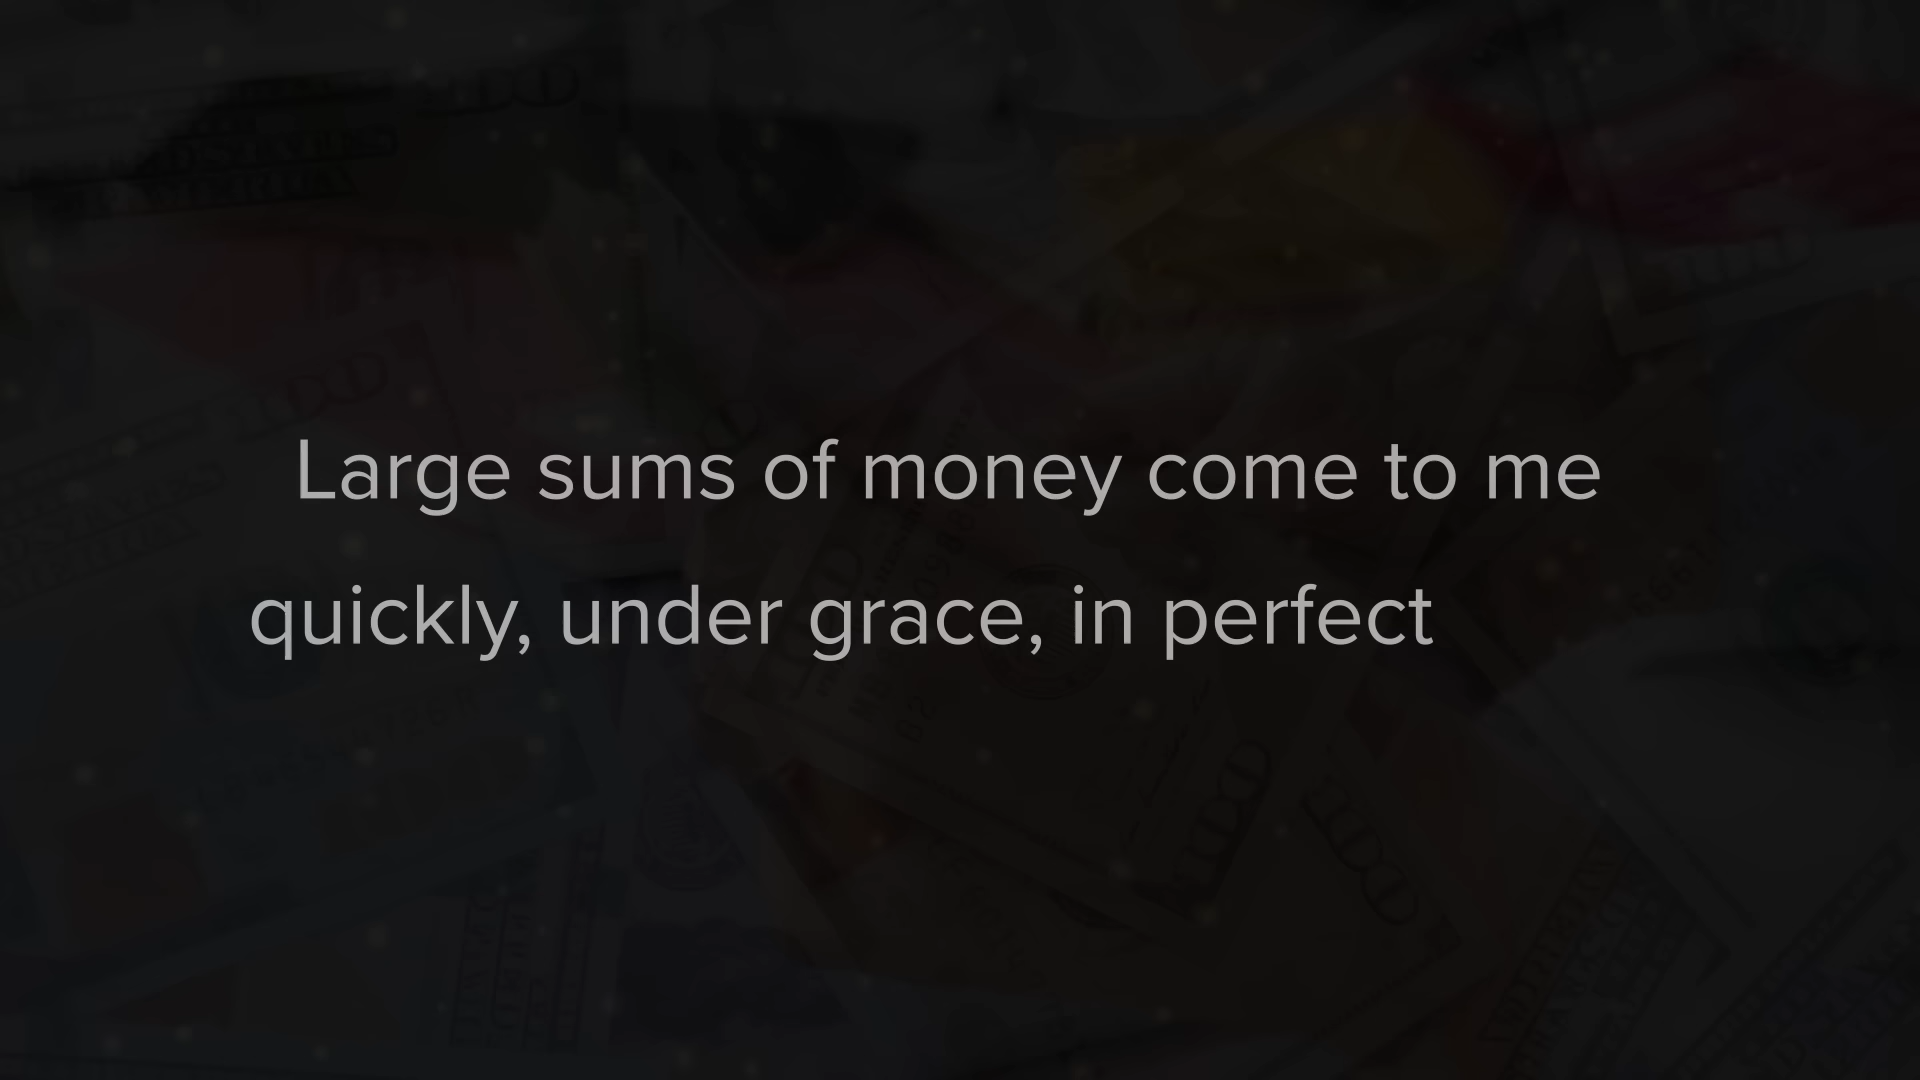 Large sums of money come to me
quickly, under grace, in perfect